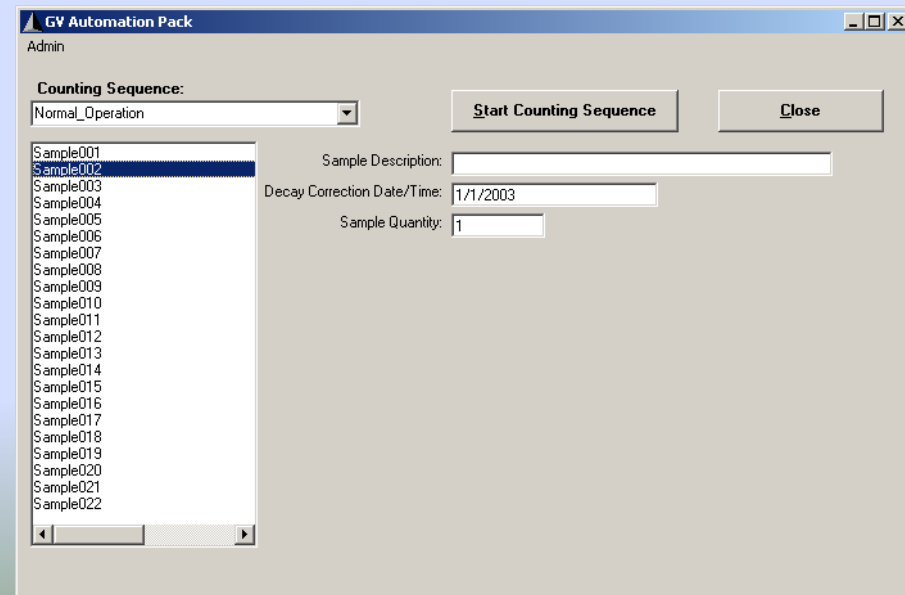 GV Automation Pack
Admin
Counting Sequence:
Normal_Operation
Start Counting Sequence
Close
Sample001
Sample002
Sample003
Sample004
Sample005
Sample006
Sample007
Sample008
Sample009
Sample010
Sample011
Sample012
Sample013
Sample014
Sample015
Sample016
Sample017
Sample018
Sample019
Sample020
Sample021
Sample022
Sample Description:
Decay Correction Date/Time: 1/1/2003
Sample Quantity: 1